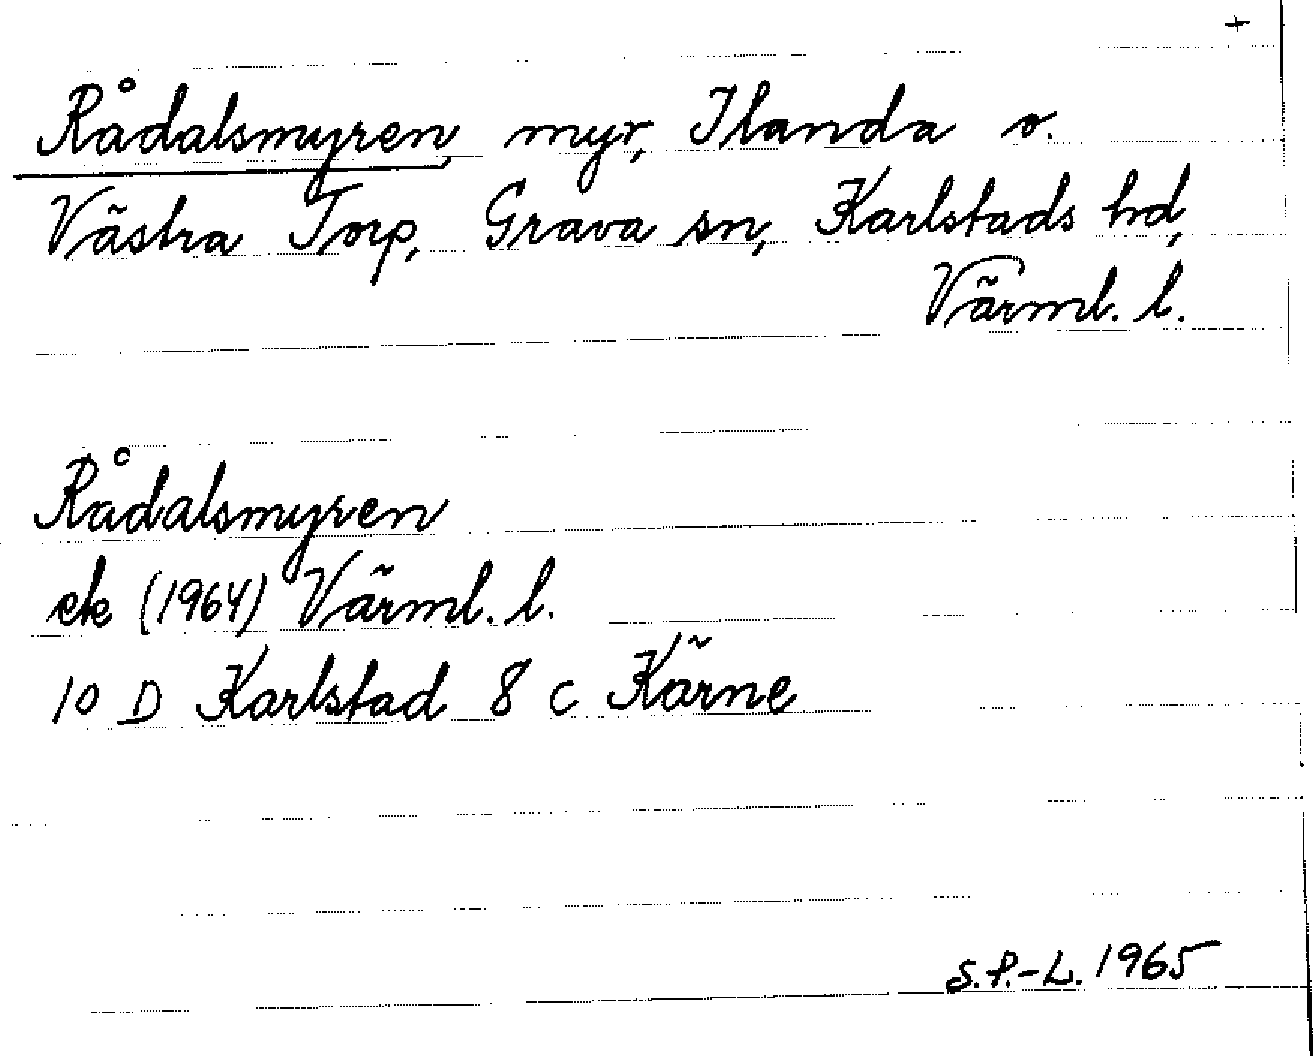 +
Rådalsmyren, myr, Ilanda o.
Västra Torp, Grava sn, Karlstads hd,
Värml. l.
Rådalsmyren
ek (1964) Värml. l.
10 D Karlstad 8 c Kärne
S.P.-L. 1965